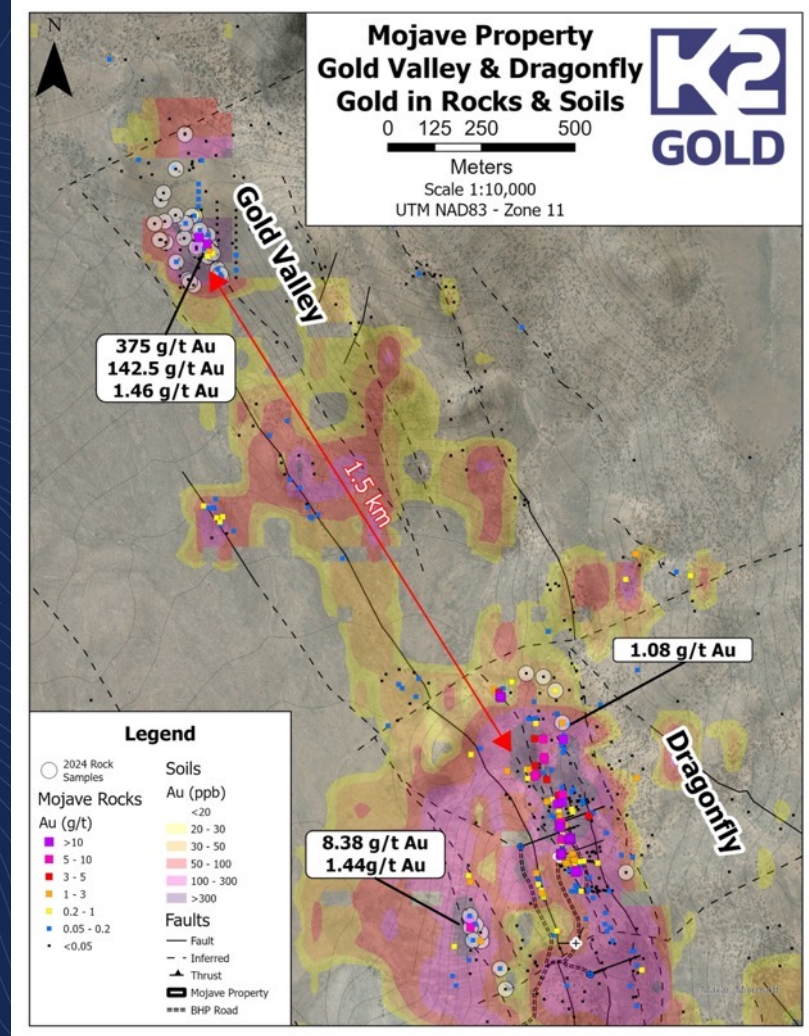 N
Mojave Property
Gold Valley & Dragonfly
Gold in Rocks & Soils
0 125 250 500
Meters
Scale 1:10,000
UTM NAD83 - Zone 11
K2
GOLD
Gold Valley
375 g/t Au
142.5 g/t Au
1.46 g/t Au
1.5 km
1.08 g/t Au
Dragonfly
8.38 g/t Au
1.44g/t Au
Legend
2024 Rock
Samples
Mojave Rocks
Au (g/t)
>10
5 - 10
3 - 5
1 - 3
0.2 - 1
0.05 - 0.2
<0.05
Soils
Au (ppb)
<20
20 - 30
30 - 50
50 - 100
100 - 300
>300
Faults
Fault
Inferred
Thrust
Mojave Property
BHP Road